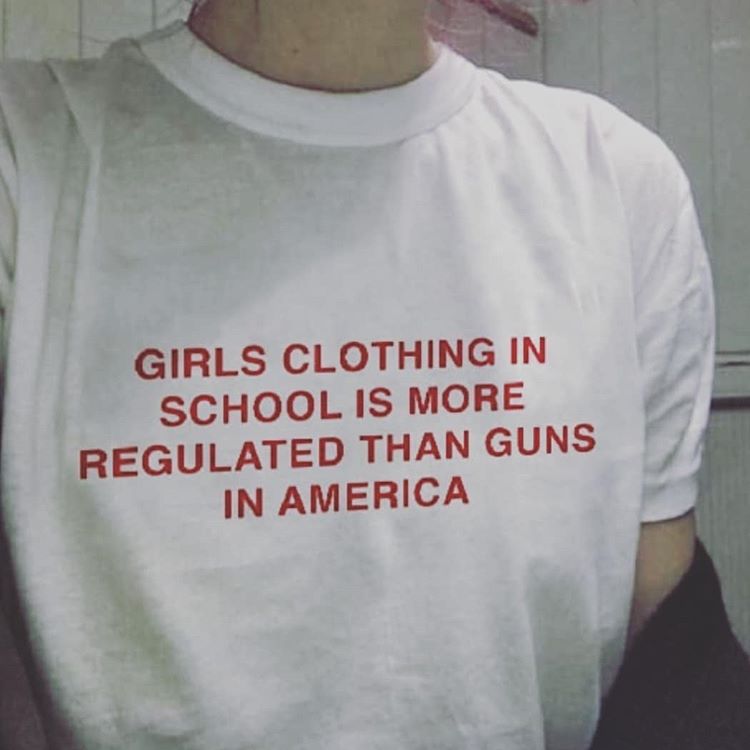 GIRLS CLOTHING IN
SCHOOL IS MORE
REGULATED THAN GUNS
IN AMERICA